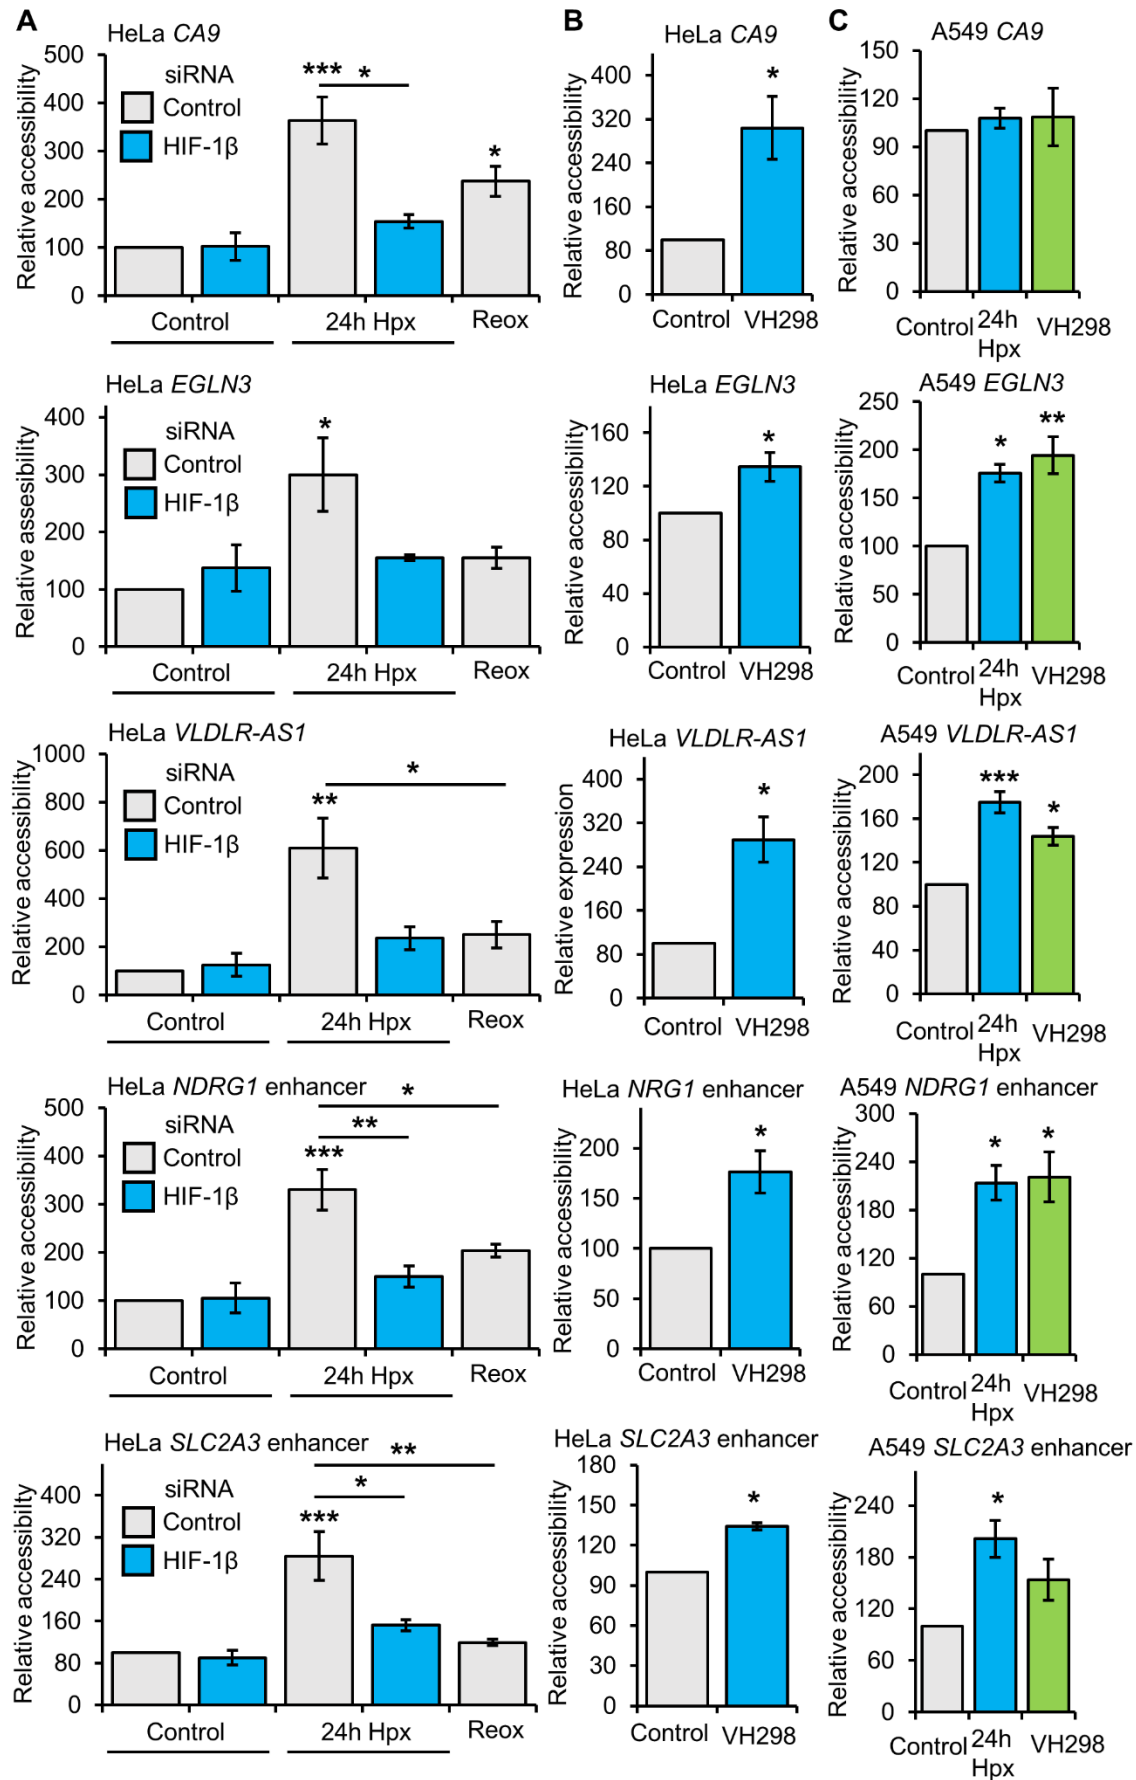 A
HeLa CA9
Relative accessibility
500
400
300
200
100
0
siRNA
Control
HIF-1β
***
*
*
Control
24h Hpx
Reox
B
HeLa CA9
Relative accessibility
400
320
240
160
80
0
*
Control
VH298
C
A549 CA9
Relative accessibility
150
120
90
60
30
0
Control
24h
Hpx
VH298
HeLa EGLN3
Relative assesibility
400
300
200
100
0
siRNA
Control
HIF-1β
*
Control
24h Hpx
Reox
HeLa EGLN3
Relative accessibility
160
120
80
40
0
*
Control
VH298
A549 EGLN3
Relative accessibility
250
200
150
100
50
0
*
**
Control
24h
Hpx
VH298
HeLa VLDLR-AS1
Relative accessibility
1000
800
600
400
200
0
siRNA
Control
HIF-1β
**
*
Control
24h Hpx
Reox
HeLa VLDLR-AS1
Relative expression
400
320
240
160
80
0
*
Control
VH298
A549 VLDLR-AS1
Relative accessibility
200
160
120
80
40
0
***
*
Control
24h
Hpx
VH298
HeLa NDRG1 enhancer
Relative accessibility
500
400
300
200
100
0
siRNA
Control
HIF-1β
*
**
***
Control
24h Hpx
Reox
HeLa NRG1 enhancer
Relative accessibility
200
150
100
50
0
*
Control
VH298
A549 NDRG1 enhancer
Relative accessibility
300
240
180
120
60
0
*
*
Control
24h
Hpx
VH298
HeLa SLC2A3 enhancer
Relative accessibility
400
320
240
160
80
0
siRNA
Control
HIF-1β
**
*
***
Control
24h Hpx
Reox
HeLa SLC2A3 enhancer
Relative accessibility
180
150
120
90
60
30
0
*
Control
VH298
A549 SLC2A3 enhancer
Relative accessibility
240
180
120
60
0
*
Control
24h
Hpx
VH298